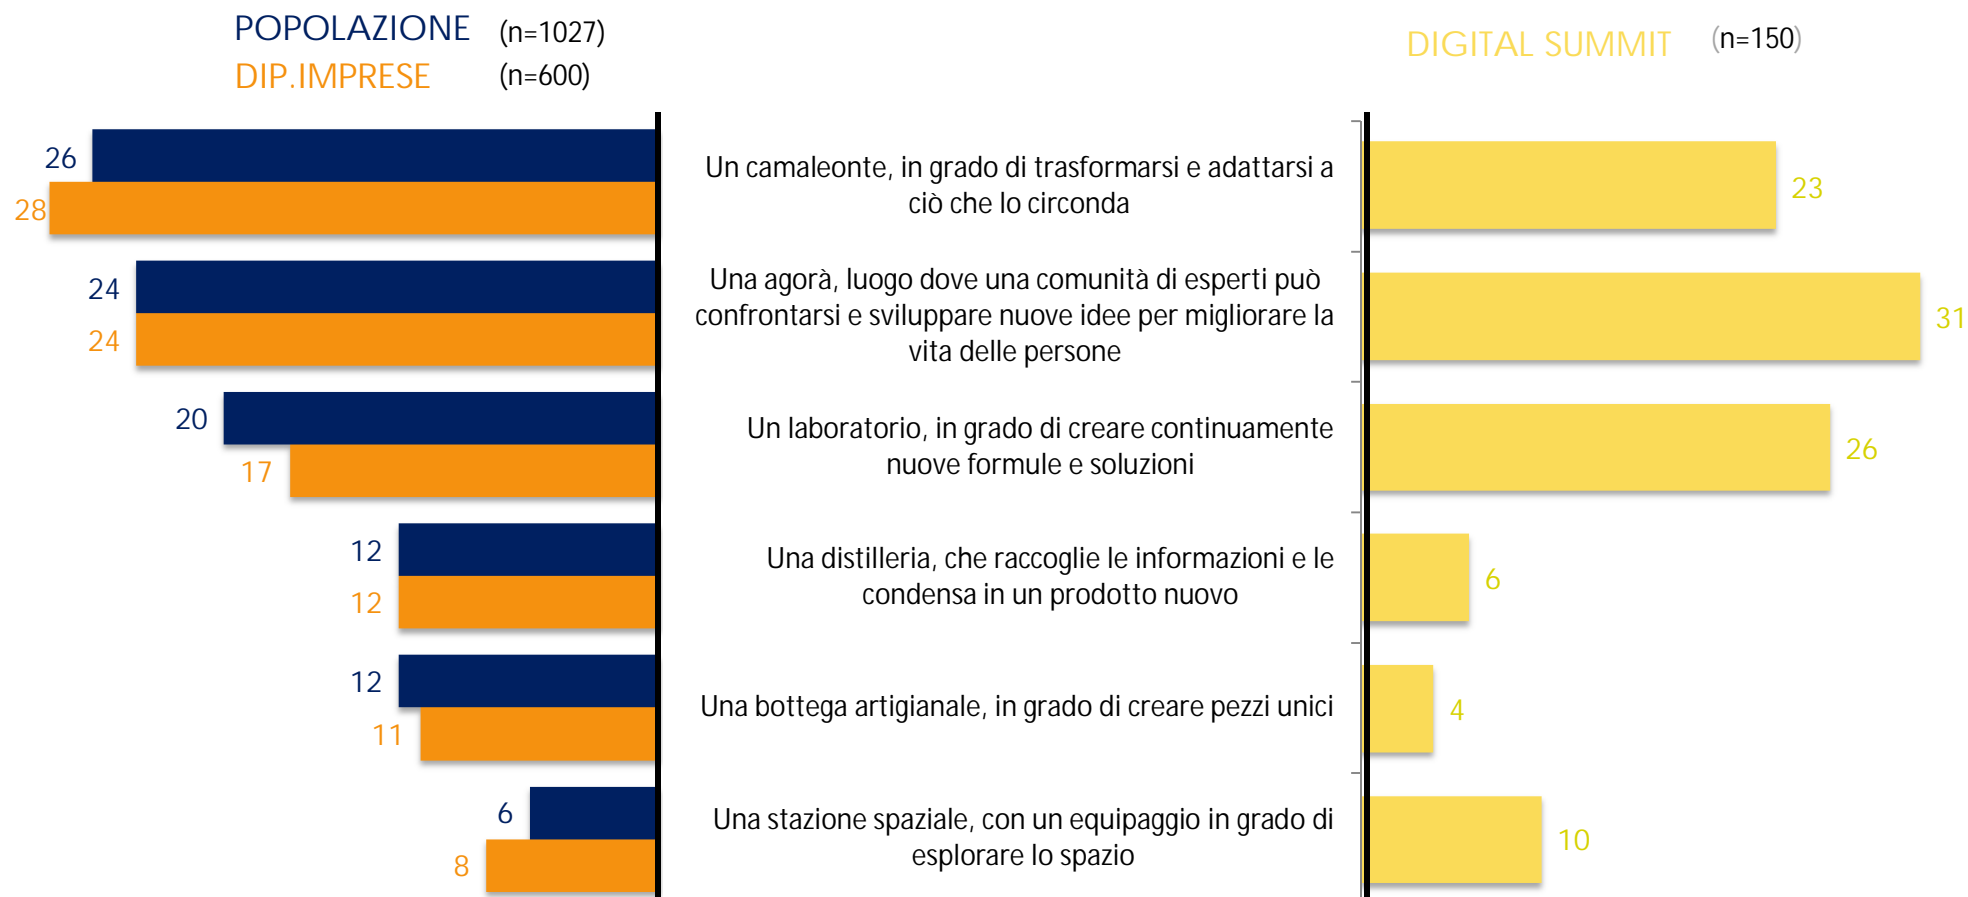 POPOLAZIONE (n=1027)
DIP.IMPRESE (n=600)
DIGITAL SUMMIT (n=150)
26
28
Un camaleonte, in grado di trasformarsi e adattarsi a
ciò che lo circonda
23
24
24
Una agorà, luogo dove una comunità di esperti può
confrontarsi e sviluppare nuove idee per migliorare la
vita delle persone
31
20
17
Un laboratorio, in grado di creare continuamente
nuove formule e soluzioni
26
12
12
Una distilleria, che raccoglie le informazioni e le
condensa in un prodotto nuovo
6
12
11
Una bottega artigianale, in grado di creare pezzi unici
4
6
8
Una stazione spaziale, con un equipaggio in grado di
esplorare lo spazio
10